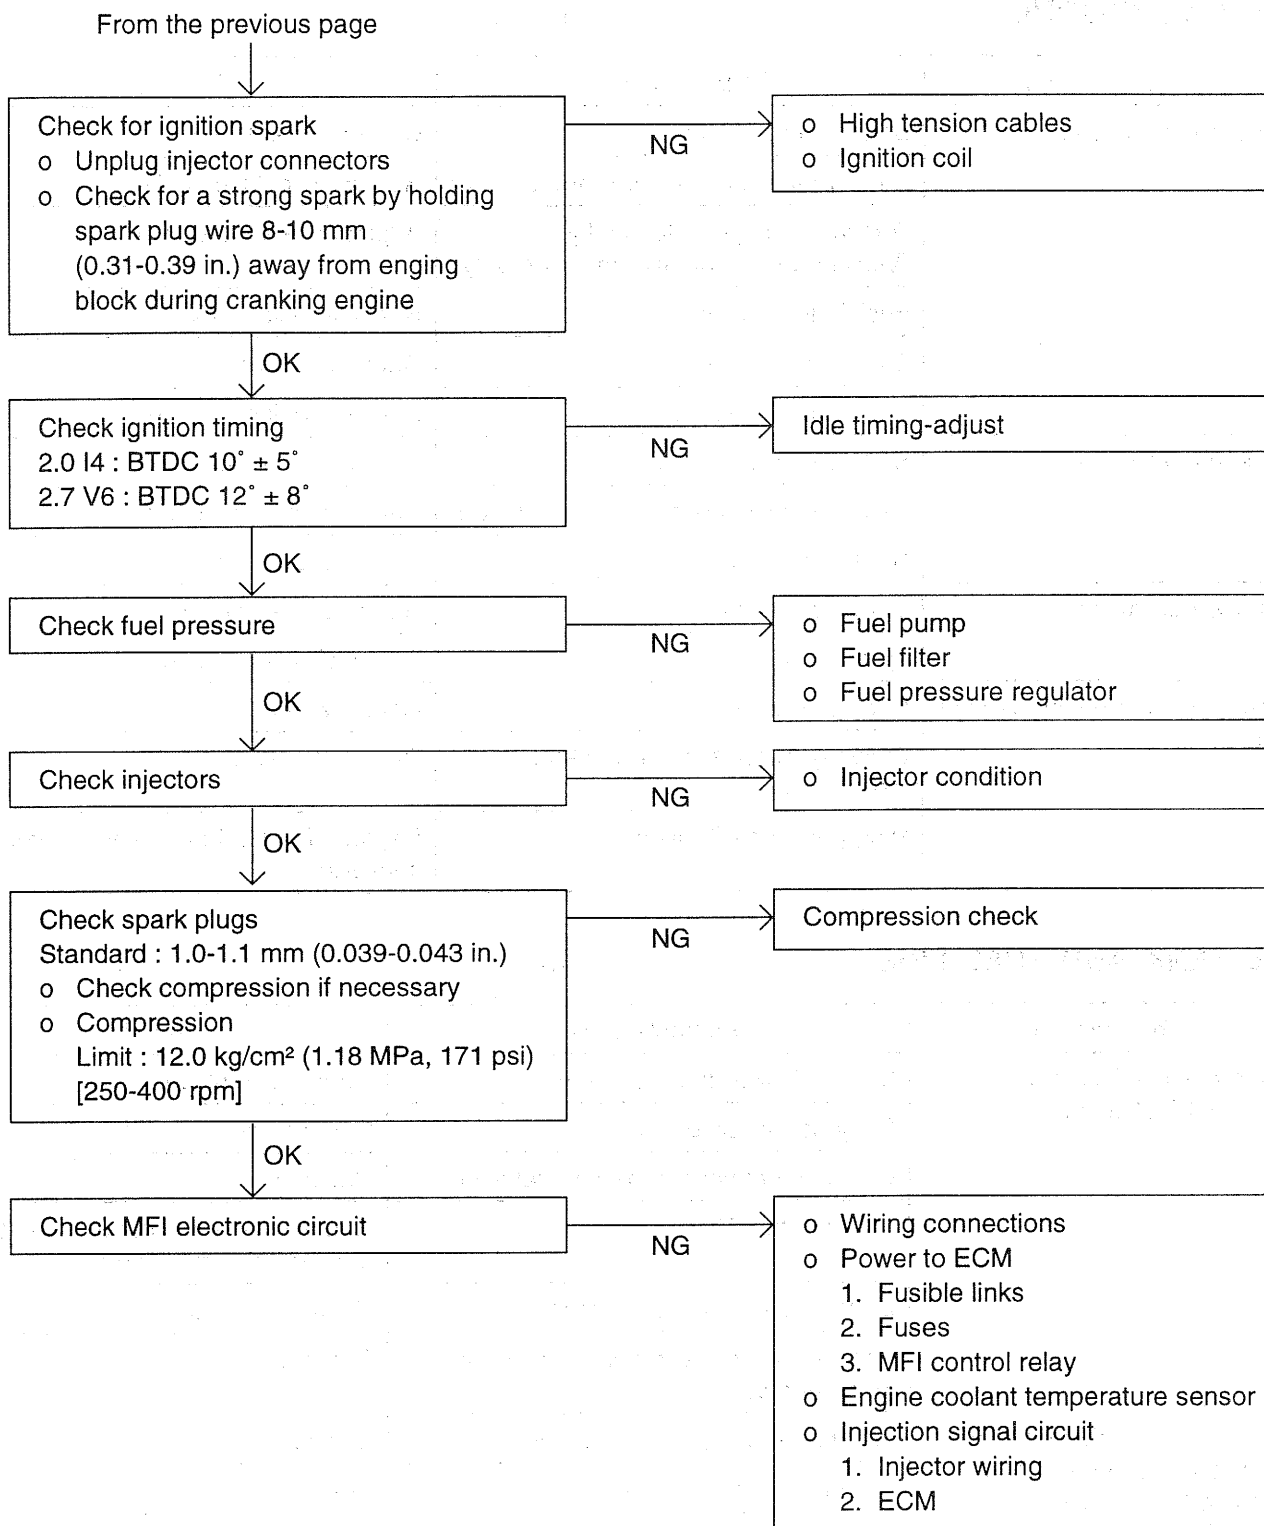 From the previous page
Check for ignition spark
o Unplug injector connectors
o Check for a strong spark by holding
spark plug wire 8-10 mm
(0.31-0.39 in.) away from enging
block during cranking engine
NG
o High tension cables
o Ignition coil
OK
Check ignition timing
2.0 I4 : BTDC 10° ± 5°
2.7 V6 : BTDC 12° ± 8°
NG
Idle timing-adjust
OK
Check fuel pressure
NG
o Fuel pump
o Fuel filter
o Fuel pressure regulator
OK
Check injectors
NG
o Injector condition
OK
Check spark plugs
Standard : 1.0-1.1 mm (0.039-0.043 in.)
o Check compression if necessary
o Compression
Limit : 12.0 kg/cm² (1.18 MPa, 171 psi)
[250-400 rpm]
NG
Compression check
OK
Check MFI electronic circuit
NG
o Wiring connections
o Power to ECM
1. Fusible links
2. Fuses
3. MFI control relay
o Engine coolant temperature sensor
o Injection signal circuit
1. Injector wiring
2. ECM